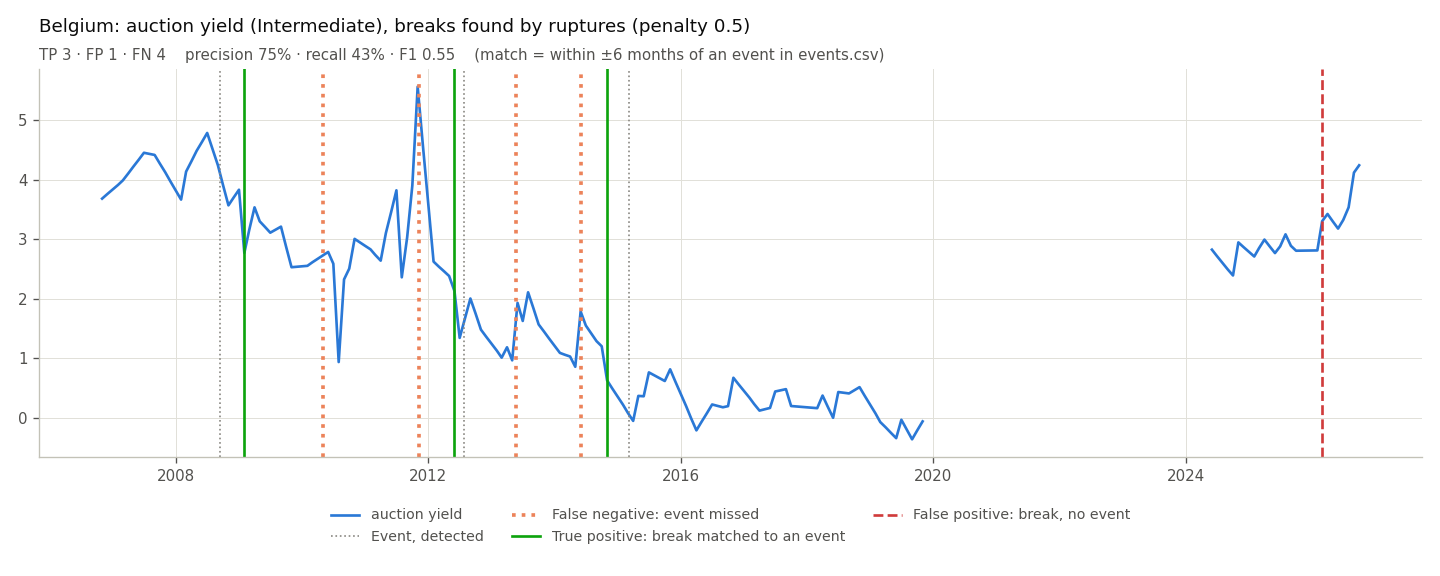 Belgium: auction yield (Intermediate), breaks found by ruptures (penalty 0.5)
TP 3 · FP 1 · FN 4    precision 75% · recall 43% · F1 0.55    (match = within ±6 months of an event in events.csv)
5
4
3
2
1
0
2008 2012 2016 2020 2024
auction yield
Event, detected
False negative: event missed
True positive: break matched to an event
False positive: break, no event